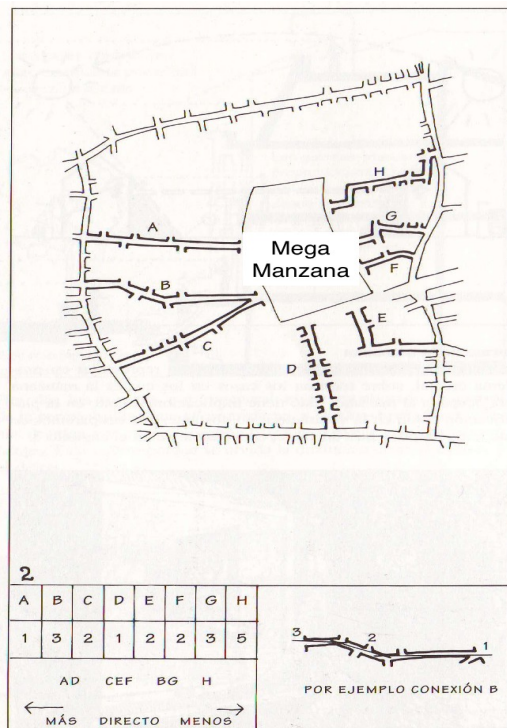 H
G
A
Mega
Manzana
F
B
E
C
D
2
A B C D E F G H
1 3 2 1 2 2 3 5
AD CEF BG H
MÁS DIRECTO MENOS
3 2 1
POR EJEMPLO CONEXIÓN B